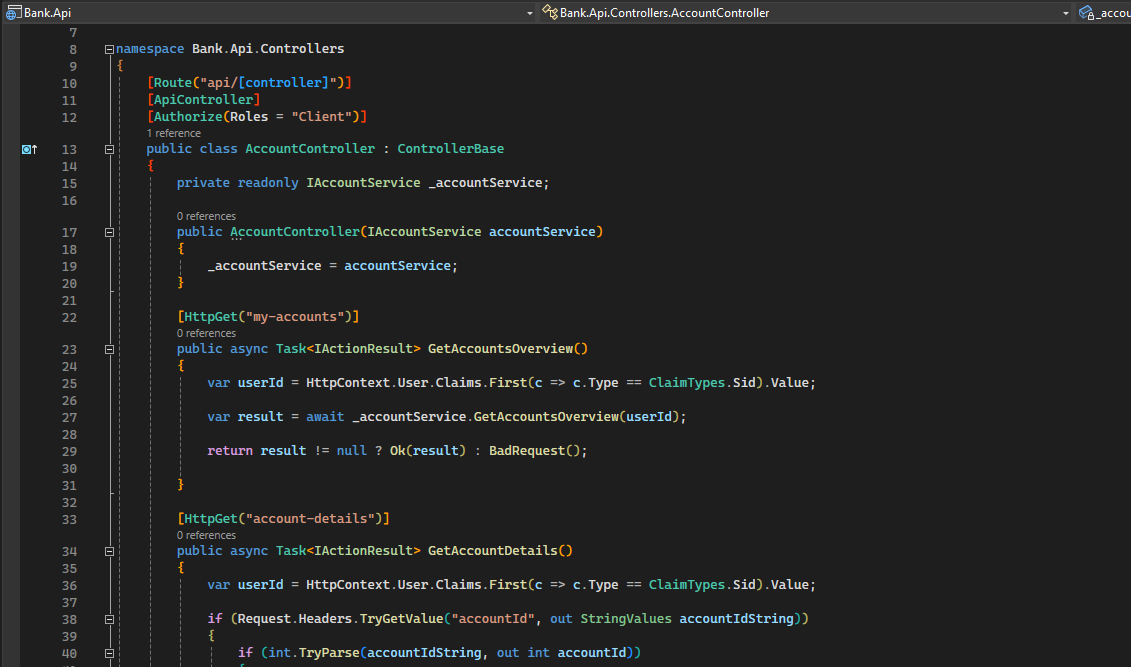 Bank.Api
Bank.Api.Controllers.AccountController
_accou
7
8 namespace Bank.Api.Controllers
9 {
10 [Route("api/[controller]")]
11 [ApiController]
12 [Authorize(Roles = "Client")]
1 reference
13 public class AccountController : ControllerBase
14 {
15 private readonly IAccountService _accountService;
16
0 references
17 public AccountController(IAccountService accountService)
18 {
19 _accountService = accountService;
20 }
21
22 [HttpGet("my-accounts")]
0 references
23 public async Task<IActionResult> GetAccountsOverview()
24 {
25 var userId = HttpContext.User.Claims.First(c => c.Type == ClaimTypes.Sid).Value;
26
27 var result = await _accountService.GetAccountsOverview(userId);
28
29 return result != null ? Ok(result) : BadRequest();
30
31 }
32
33 [HttpGet("account-details")]
0 references
34 public async Task<IActionResult> GetAccountDetails()
35 {
36 var userId = HttpContext.User.Claims.First(c => c.Type == ClaimTypes.Sid).Value;
37
38 if (Request.Headers.TryGetValue("accountId", out StringValues accountIdString))
39 {
40 if (int.TryParse(accountIdString, out int accountId))